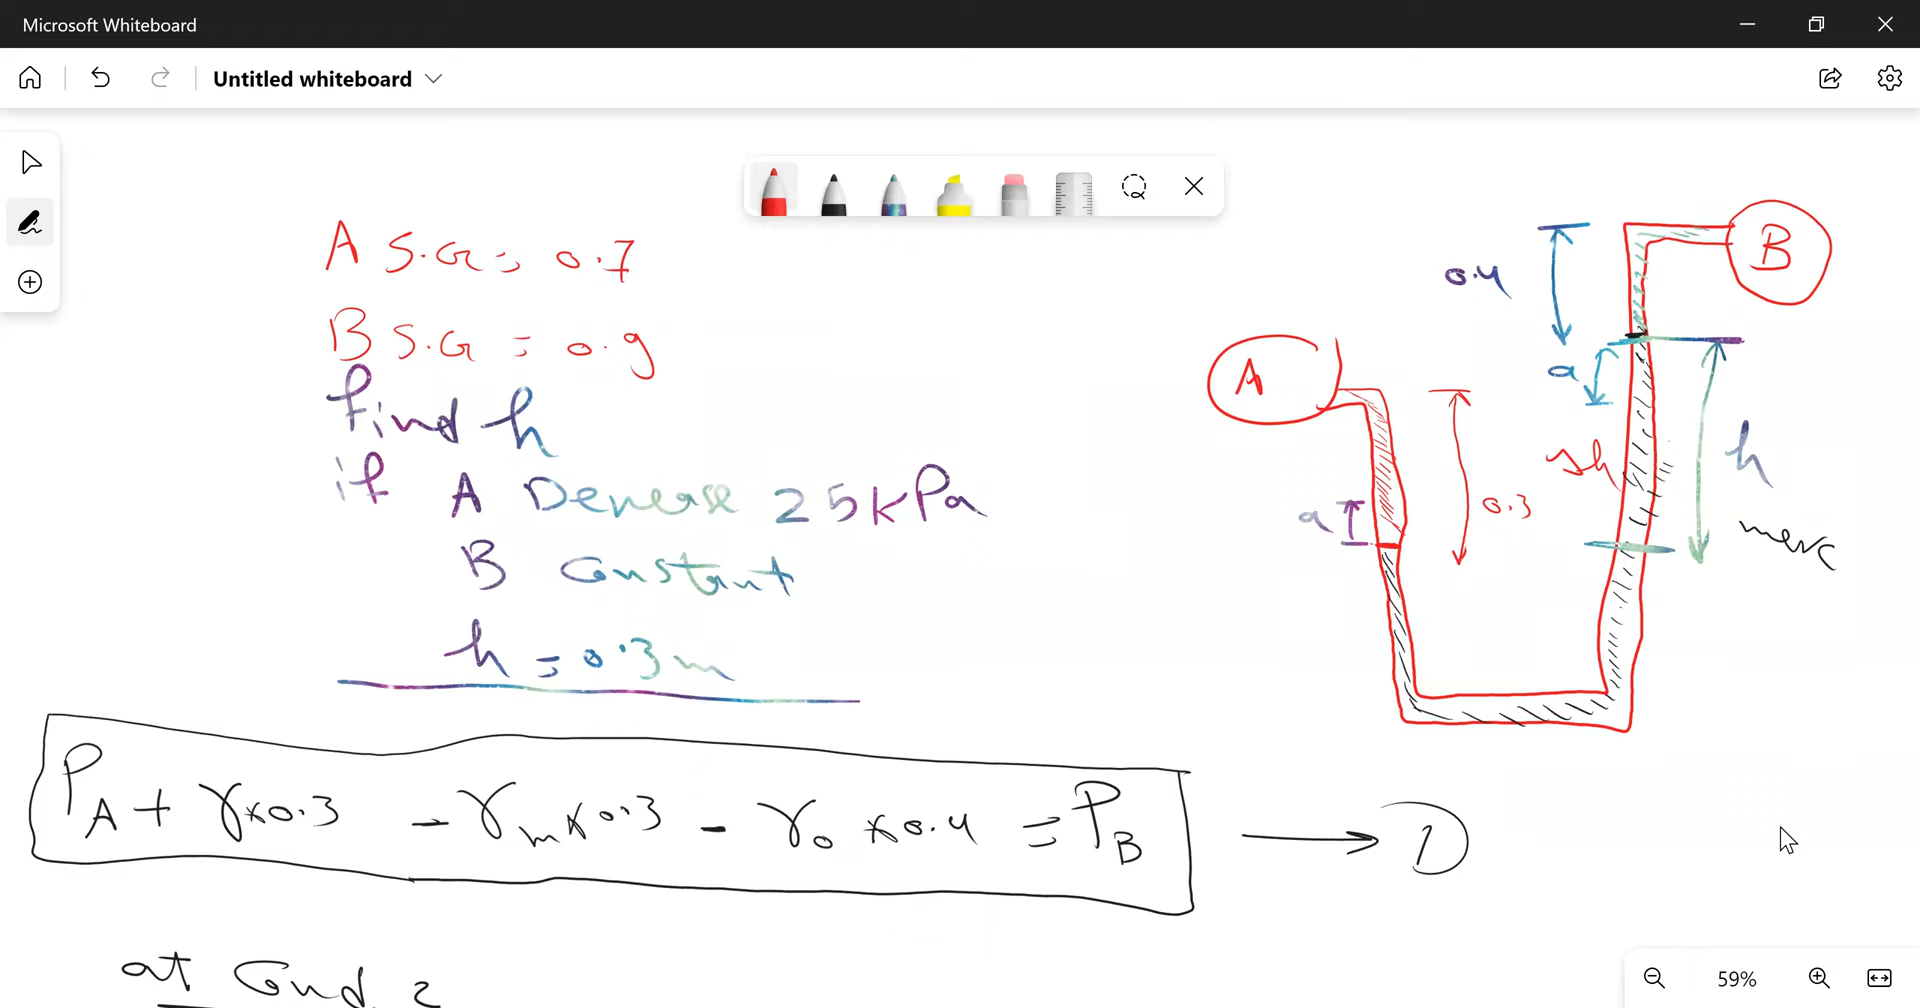 Microsoft Whiteboard
Untitled whiteboard
A S.G = 0.7
B S.G = 0.9
find h
if A Decrease 25kPa
B Constant
h = 0.3 m
0.4
B
A
a
h
a
0.3
merc
P_A + γ×0.3 - γ_m×0.3 - γ_o×0.4 = P_B → 1
at Cond. 2
59%